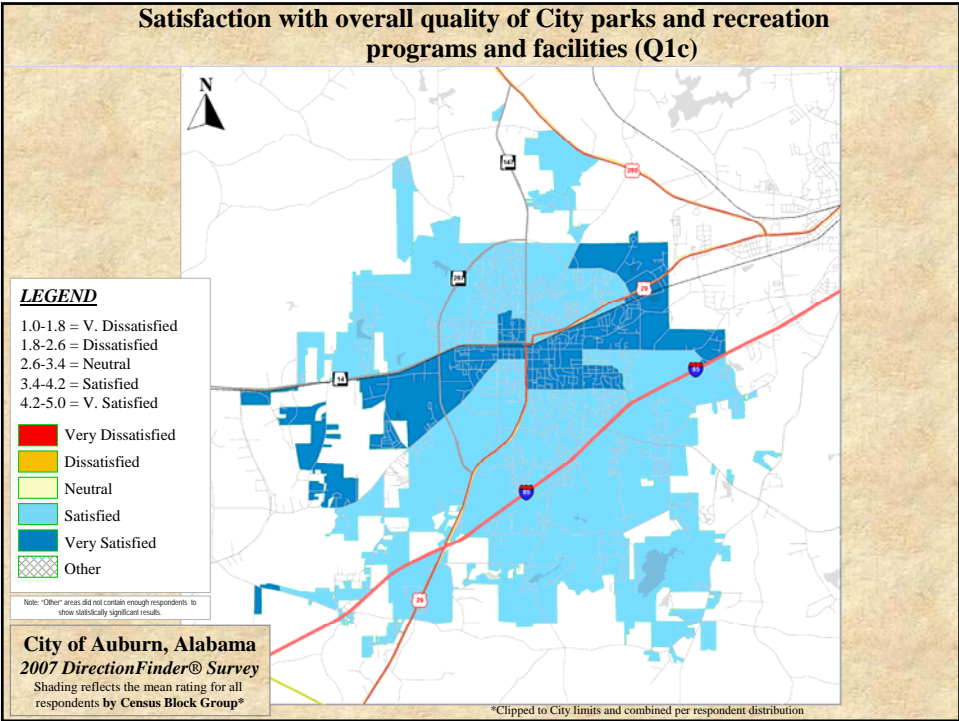 Satisfaction with overall quality of City parks and recreation
programs and facilities (Q1c)
N
147
280
267
29
14
85
85
29
LEGEND
1.0-1.8 = V. Dissatisfied
1.8-2.6 = Dissatisfied
2.6-3.4 = Neutral
3.4-4.2 = Satisfied
4.2-5.0 = V. Satisfied
Very Dissatisfied
Dissatisfied
Neutral
Satisfied
Very Satisfied
Other
Note: "Other" areas did not contain enough respondents to
show statistically significant results.
City of Auburn, Alabama
2007 DirectionFinder® Survey
Shading reflects the mean rating for all
respondents by Census Block Group*
*Clipped to City limits and combined per respondent distribution